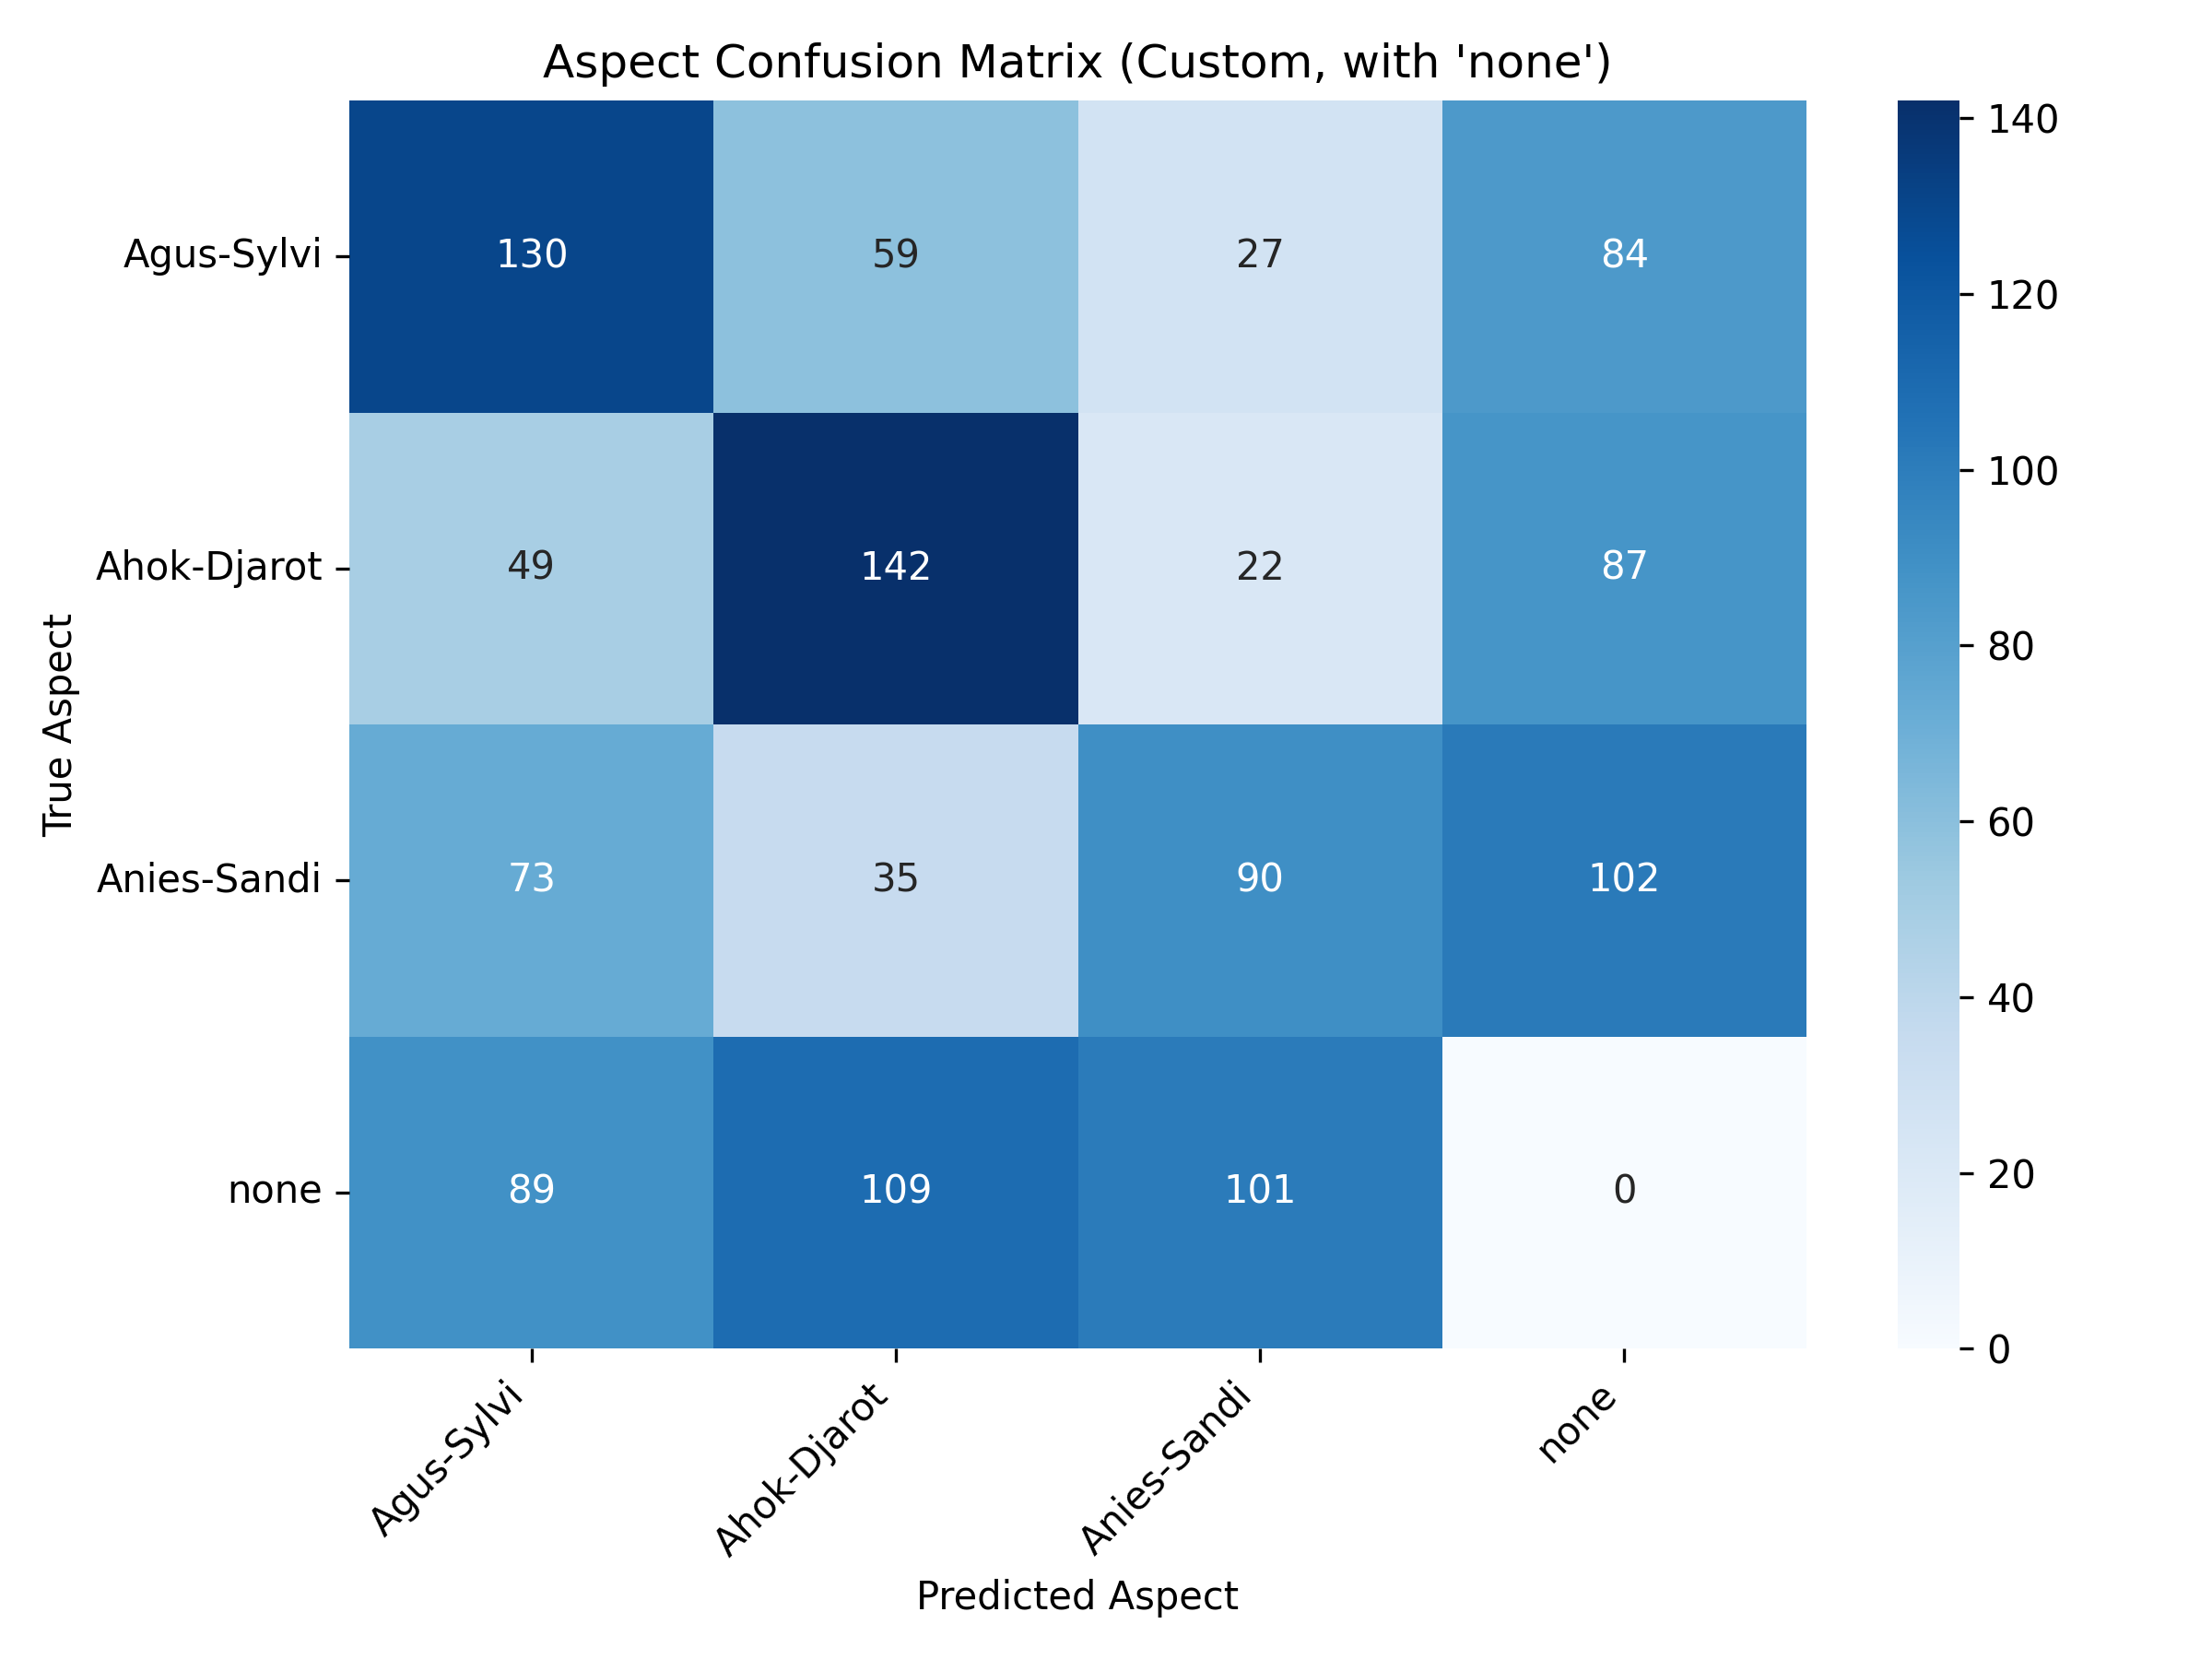 Aspect Confusion Matrix (Custom, with 'none')
True Aspect
Agus-Sylvi 130 59 27 84
Ahok-Djarot 49 142 22 87
Anies-Sandi 73 35 90 102
none 89 109 101 0
Agus-Sylvi Ahok-Djarot Anies-Sandi none
Predicted Aspect
140
120
100
80
60
40
20
0